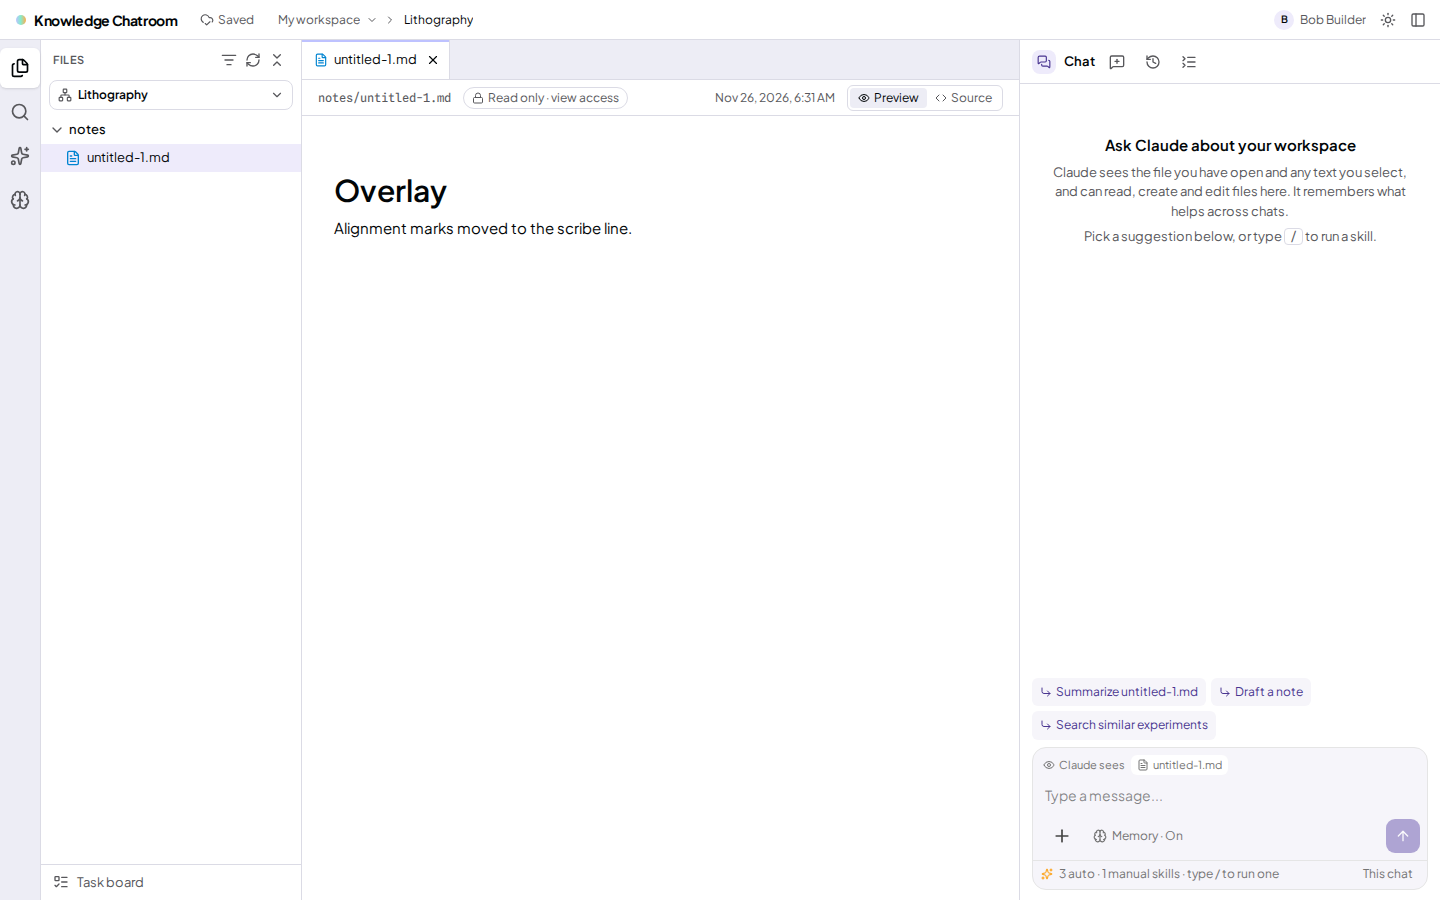 Knowledge Chatroom
Saved
My workspace
Lithography
B
Bob Builder
FILES
Lithography
notes
untitled-1.md
Task board
untitled-1.md
notes/untitled-1.md
Read only · view access
Nov 26, 2026, 6:31 AM
Preview
Source
Overlay
Alignment marks moved to the scribe line.
Chat
Ask Claude about your workspace
Claude sees the file you have open and any text you select,
and can read, create and edit files here. It remembers what
helps across chats.
Pick a suggestion below, or type / to run a skill.
Summarize untitled-1.md
Draft a note
Search similar experiments
Claude sees
untitled-1.md
Type a message...
Memory · On
3 auto · 1 manual skills · type / to run one
This chat